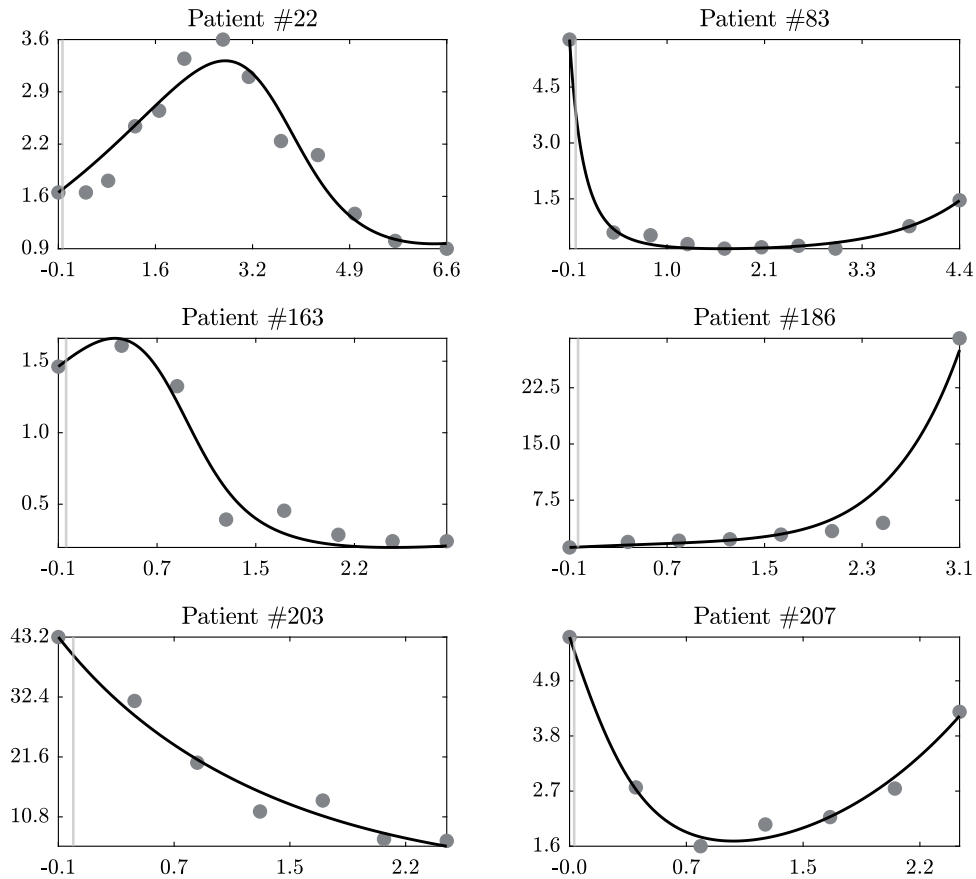 Patient #22
3.6
2.9
2.2
1.6
0.9
-0.1 1.6 3.2 4.9 6.6
Patient #83
4.5
3.0
1.5
-0.1 1.0 2.1 3.3 4.4
Patient #163
1.5
1.0
0.5
-0.1 0.7 1.5 2.2
Patient #186
22.5
15.0
7.5
-0.1 0.7 1.5 2.3 3.1
Patient #203
43.2
32.4
21.6
10.8
-0.1 0.7 1.5 2.2
Patient #207
4.9
3.8
2.7
1.6
-0.0 0.7 1.5 2.2